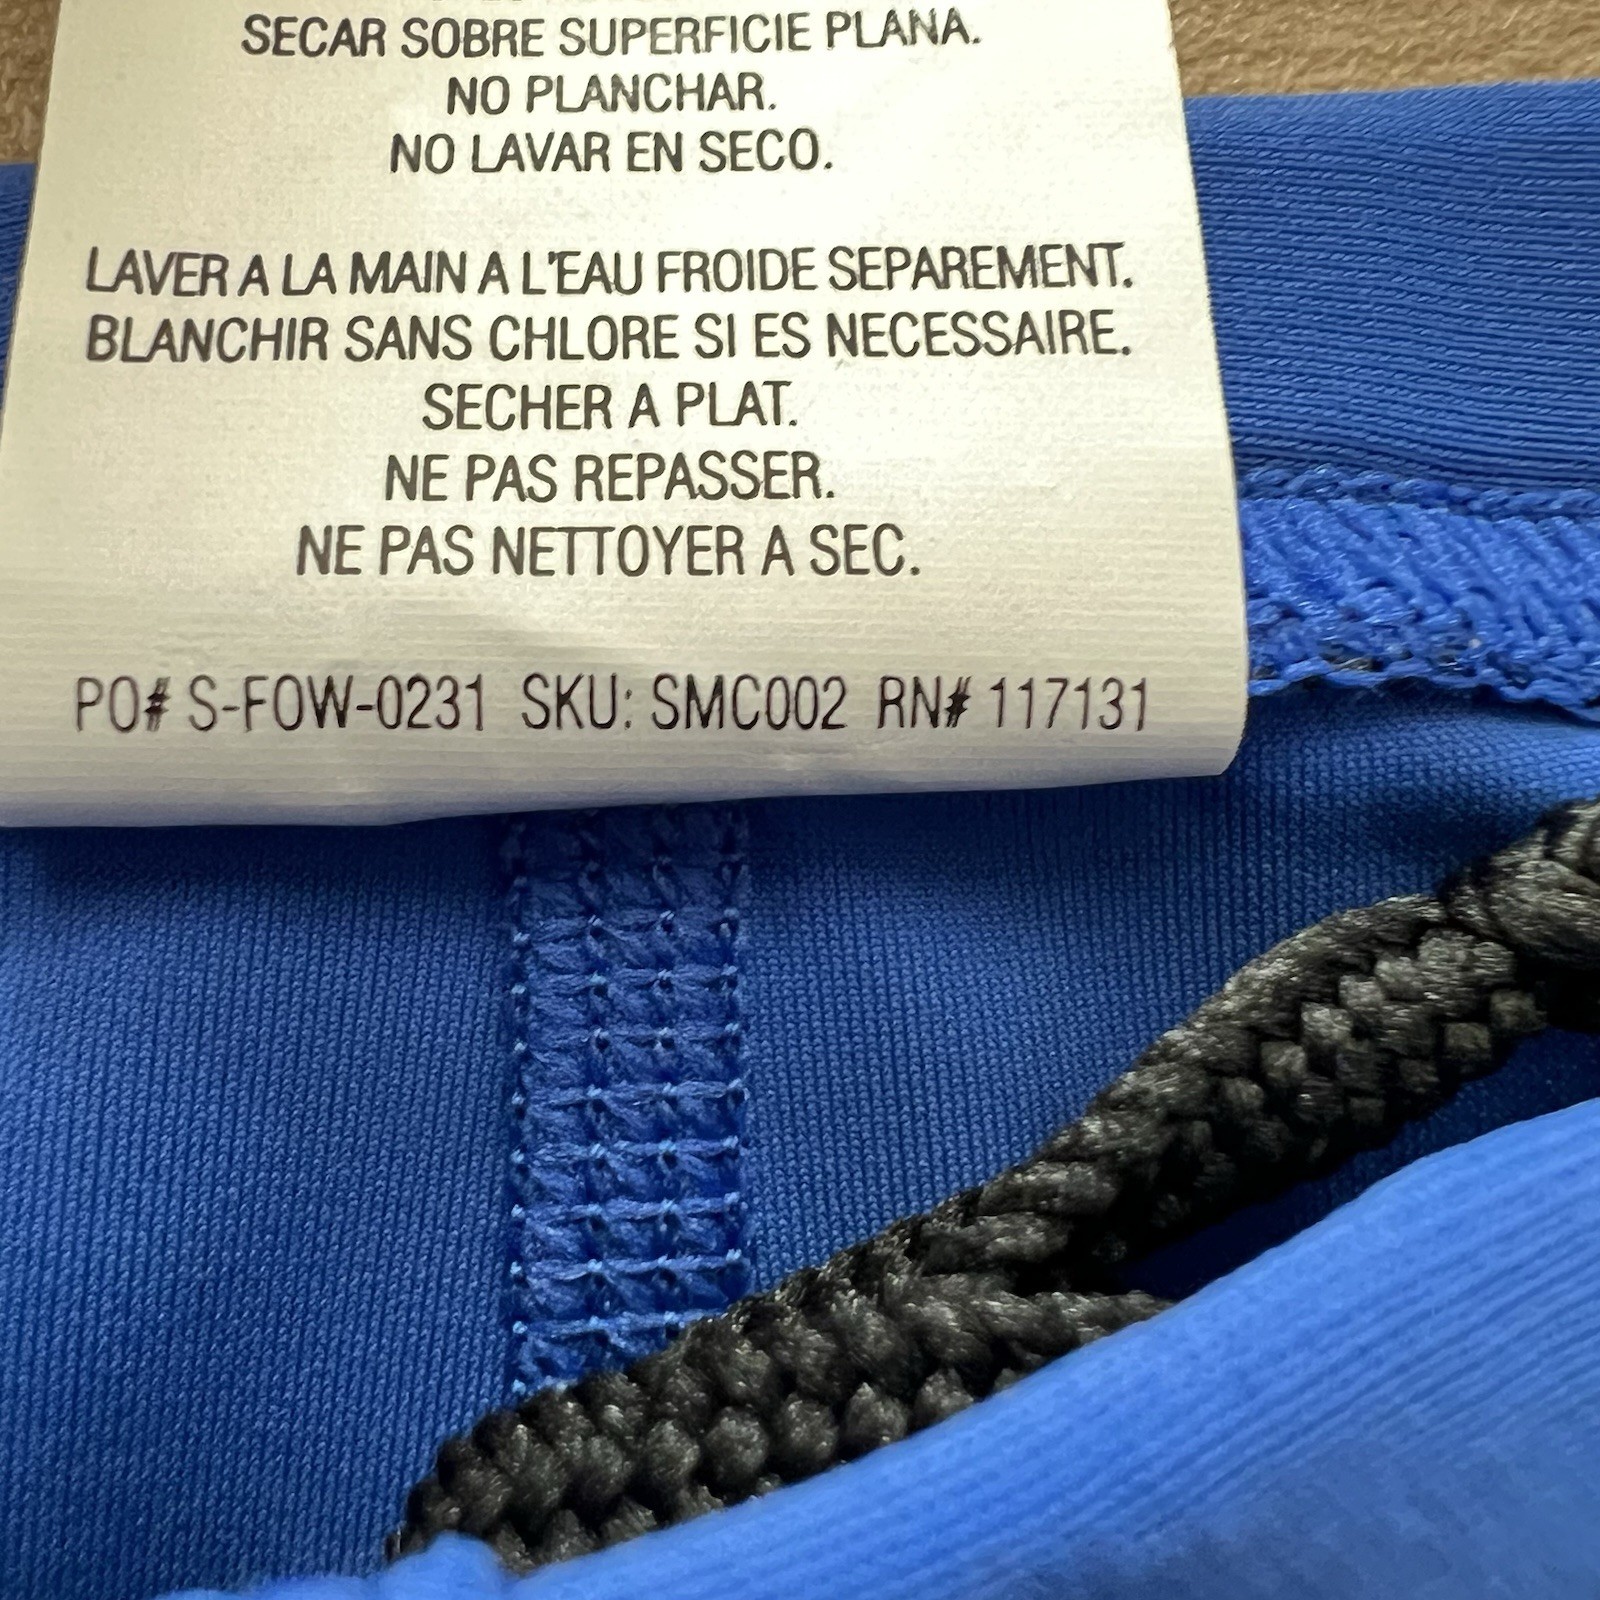 SECAR SOBRE SUPERFICIE PLANA.
NO PLANCHAR.
NO LAVAR EN SECO.
LAVER A LA MAIN A L'EAU FROIDE SEPAREMENT.
BLANCHIR SANS CHLORE SI ES NECESSAIRE.
SECHER A PLAT.
NE PAS REPASSER.
NE PAS NETTOYER A SEC.
PO# S-FOW-0231 SKU: SMC002 RN# 117131